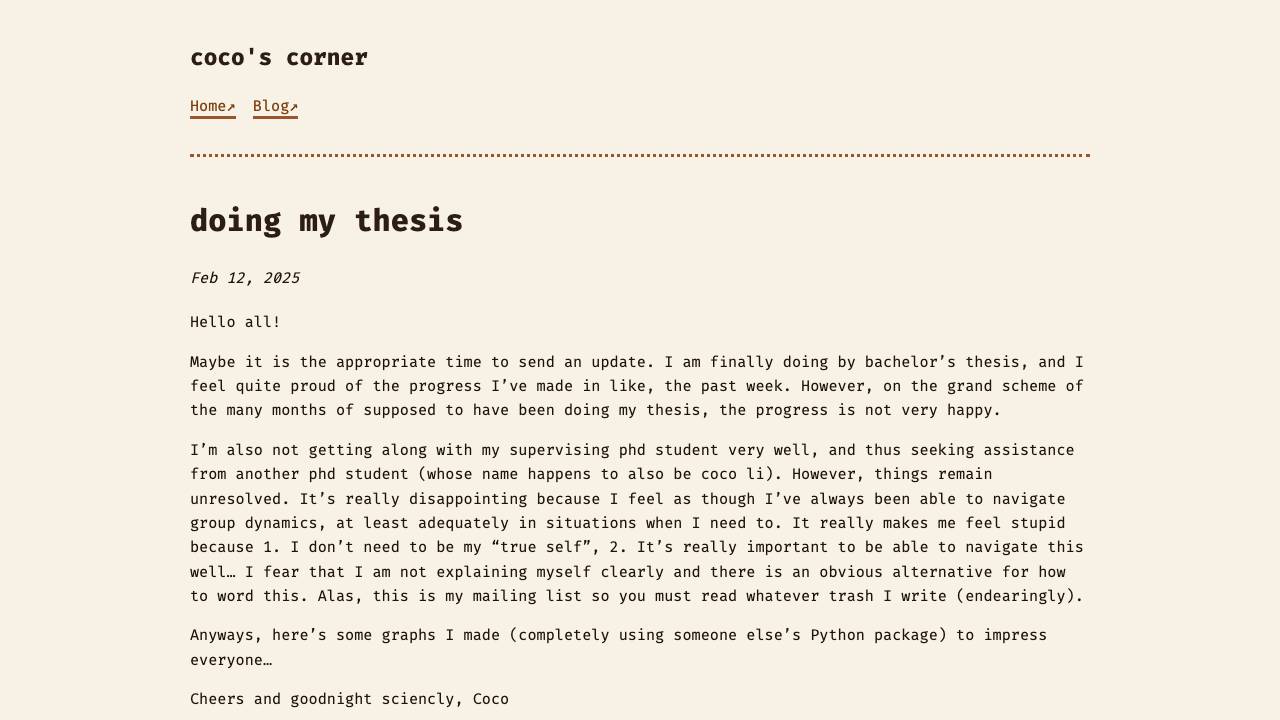 coco's corner
Home↗ Blog↗
doing my thesis
Feb 12, 2025
Hello all!
Maybe it is the appropriate time to send an update. I am finally doing by bachelor’s thesis, and I
feel quite proud of the progress I’ve made in like, the past week. However, on the grand scheme of
the many months of supposed to have been doing my thesis, the progress is not very happy.
I’m also not getting along with my supervising phd student very well, and thus seeking assistance
from another phd student (whose name happens to also be coco li). However, things remain
unresolved. It’s really disappointing because I feel as though I’ve always been able to navigate
group dynamics, at least adequately in situations when I need to. It really makes me feel stupid
because 1. I don’t need to be my “true self”, 2. It’s really important to be able to navigate this
well… I fear that I am not explaining myself clearly and there is an obvious alternative for how
to word this. Alas, this is my mailing list so you must read whatever trash I write (endearingly).
Anyways, here’s some graphs I made (completely using someone else’s Python package) to impress
everyone…
Cheers and goodnight sciencly, Coco